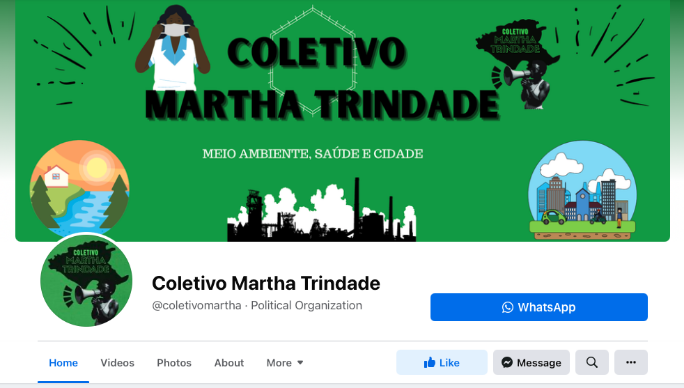 COLETIVO
MARTHA TRINDADE
COLETIVO
MARTHA
TRINDADE
MEIO AMBIENTE, SAÚDE E CIDADE
COLETIVO
MARTHA
TRINDADE
Coletivo Martha Trindade
@coletivomartha · Political Organization
WhatsApp
Home Videos Photos About More Like Message